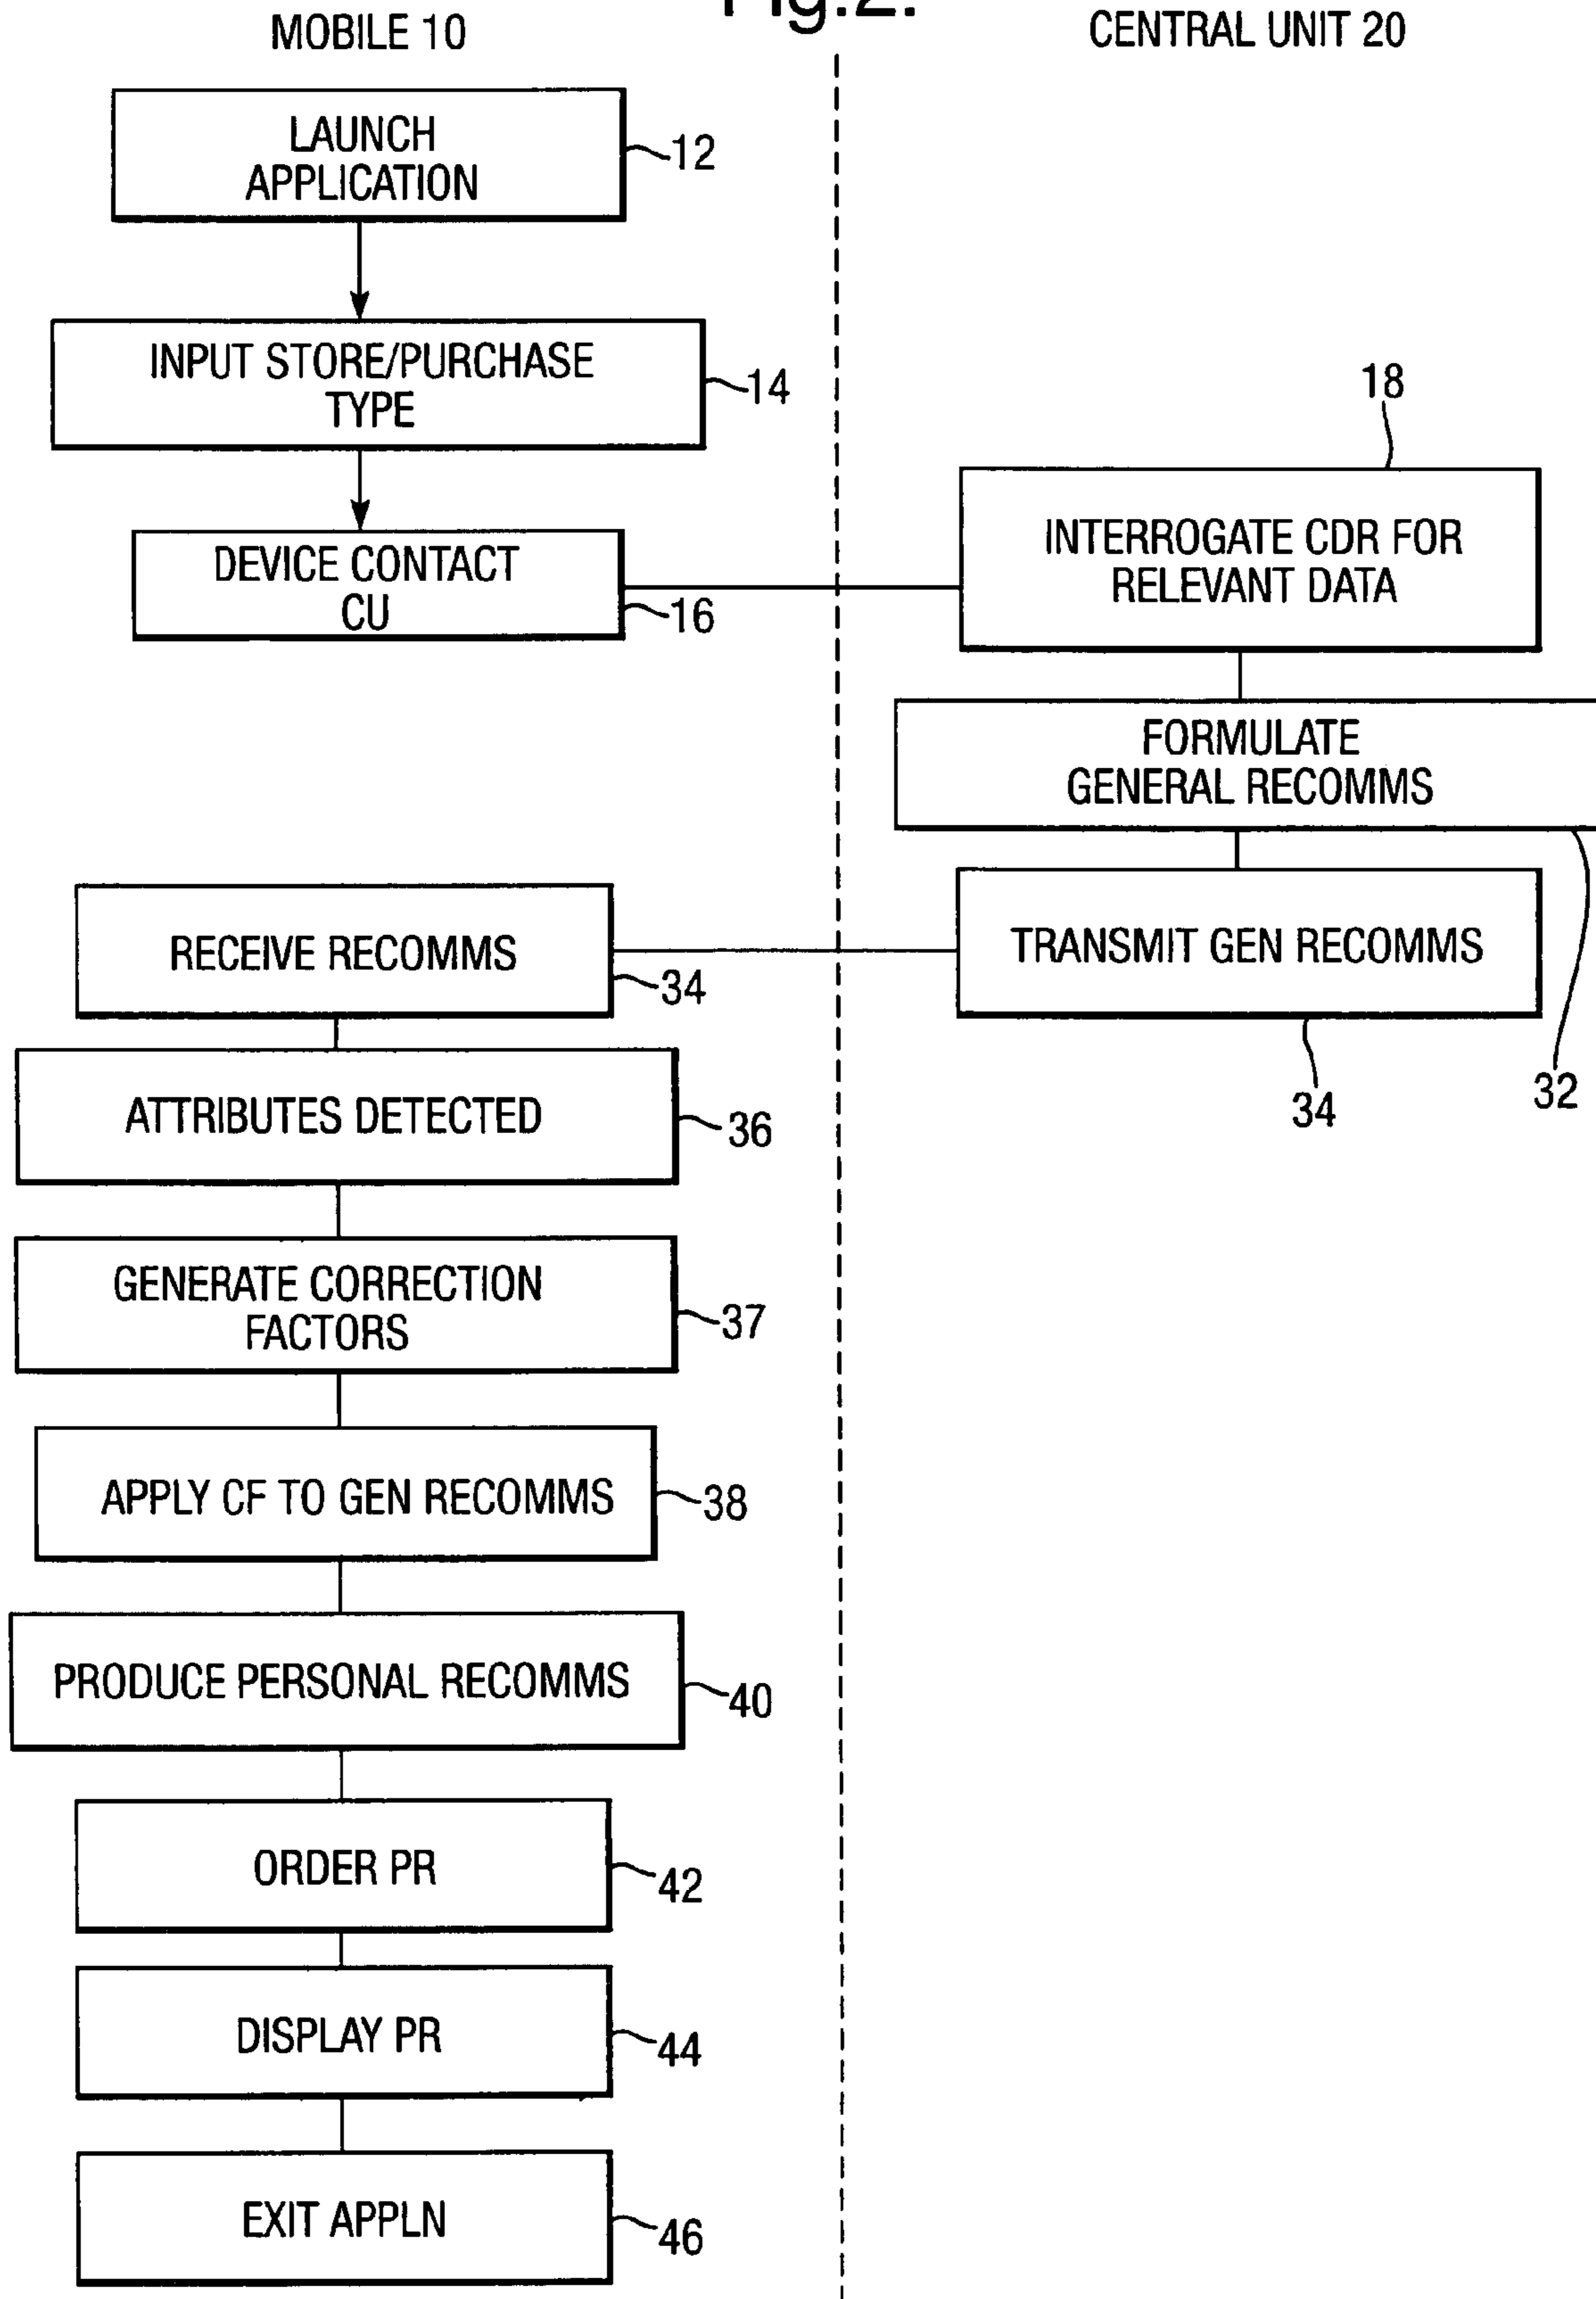 Fig.2.
MOBILE 10
CENTRAL UNIT 20
LAUNCH
APPLICATION
12
INPUT STORE/PURCHASE
TYPE
14
DEVICE CONTACT
CU
16
18
INTERROGATE CDR FOR
RELEVANT DATA
FORMULATE
GENERAL RECOMMS
32
TRANSMIT GEN RECOMMS
34
RECEIVE RECOMMS
34
ATTRIBUTES DETECTED
36
GENERATE CORRECTION
FACTORS
37
APPLY CF TO GEN RECOMMS
38
PRODUCE PERSONAL RECOMMS
40
ORDER PR
42
DISPLAY PR
44
EXIT APPLN
46